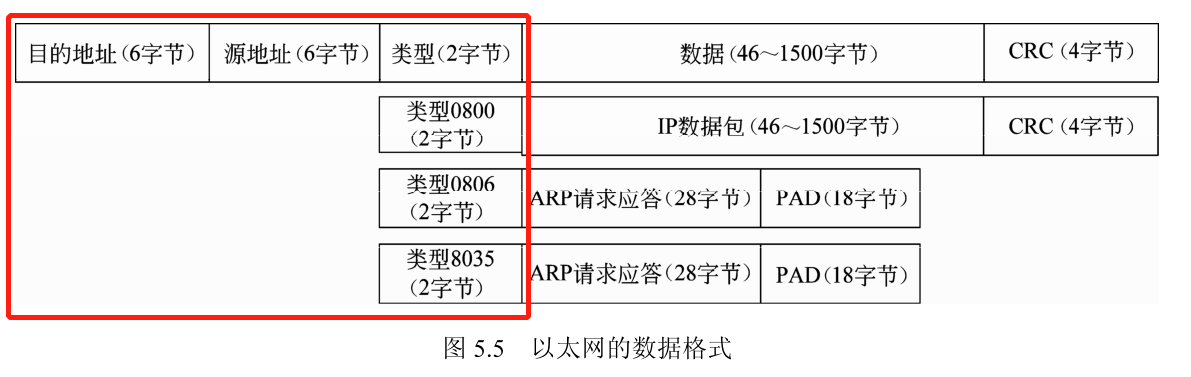 目的地址(6字节) 源地址(6字节) 类型(2字节) 数据(46～1500字节) CRC(4字节)
类型0800
(2字节)
IP数据包(46～1500字节) CRC(4字节)
类型0806
(2字节)
ARP请求应答(28字节) PAD(18字节)
类型8035
(2字节)
ARP请求应答(28字节) PAD(18字节)
图 5.5 以太网的数据格式